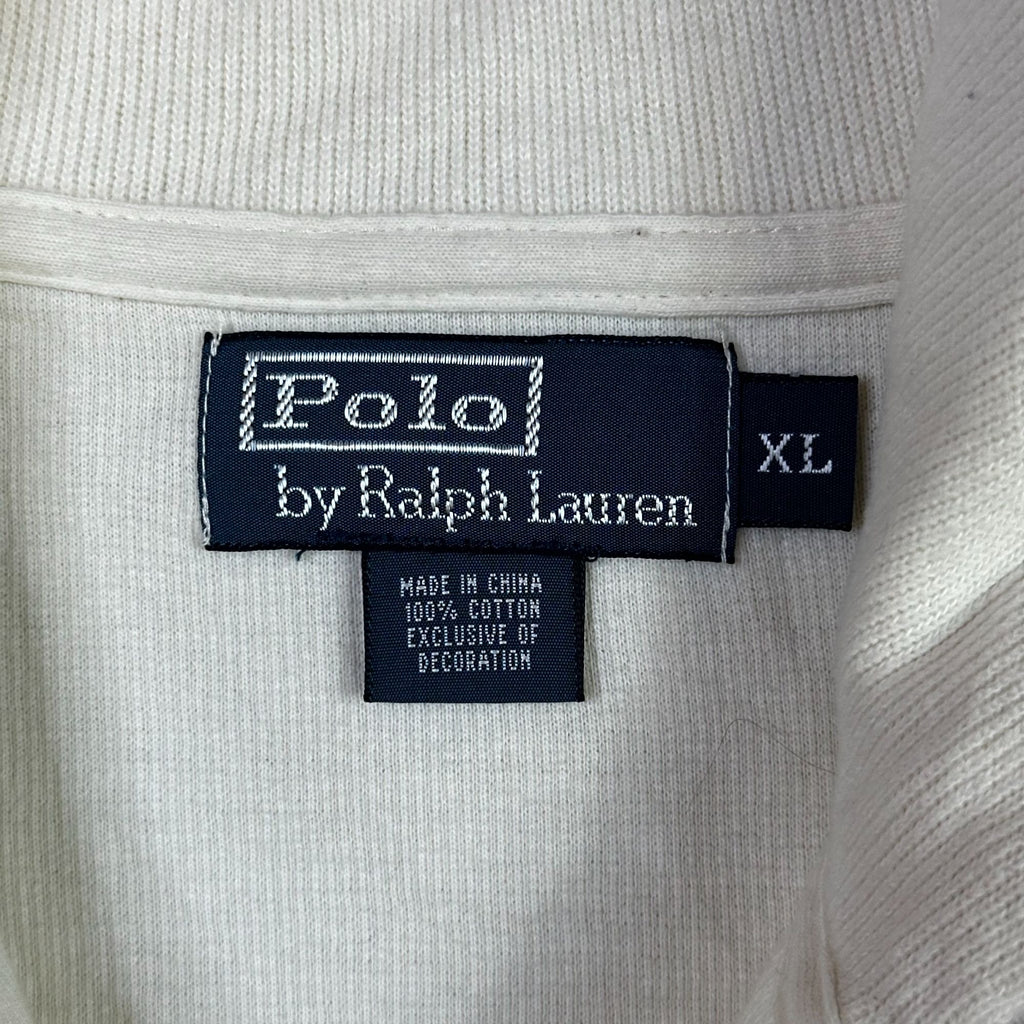 Polo
by Ralph Lauren
XL
MADE IN CHINA
100% COTTON
EXCLUSIVE OF
DECORATION